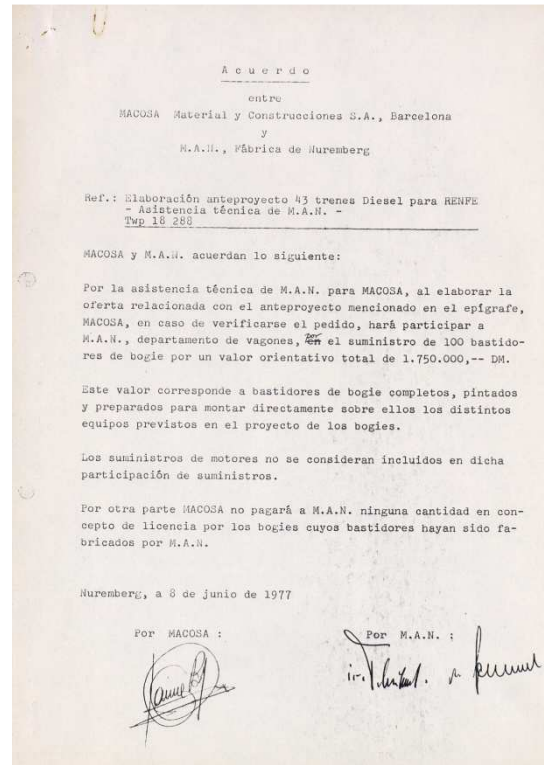 Acuerdo
entre
MACOSA Material y Construcciones S.A., Barcelona
y
M.A.N., Fábrica de Nuremberg
Ref.: Elaboración anteproyecto 43 trenes Diesel para RENFE
- Asistencia técnica de M.A.N. -
Twp 18 288
MACOSA y M.A.N. acuerdan lo siguiente:
Por la asistencia técnica de M.A.N. para MACOSA, al elaborar la
oferta relacionada con el anteproyecto mencionado en el epígrafe,
MACOSA, en caso de verificarse el pedido, hará participar a
M.A.N., departamento de vagones, por el suministro de 100 bastido-
res de bogie por un valor orientativo total de 1.750.000,-- DM.
Este valor corresponde a bastidores de bogie completos, pintados
y preparados para montar directamente sobre ellos los distintos
equipos previstos en el proyecto de los bogies.
Los suministros de motores no se consideran incluidos en dicha
participación de suministros.
Por otra parte MACOSA no pagará a M.A.N. ninguna cantidad en con-
cepto de licencia por los bogies cuyos bastidores hayan sido fa-
bricados por M.A.N.
Nuremberg, a 8 de junio de 1977
Por MACOSA : Por M.A.N. :